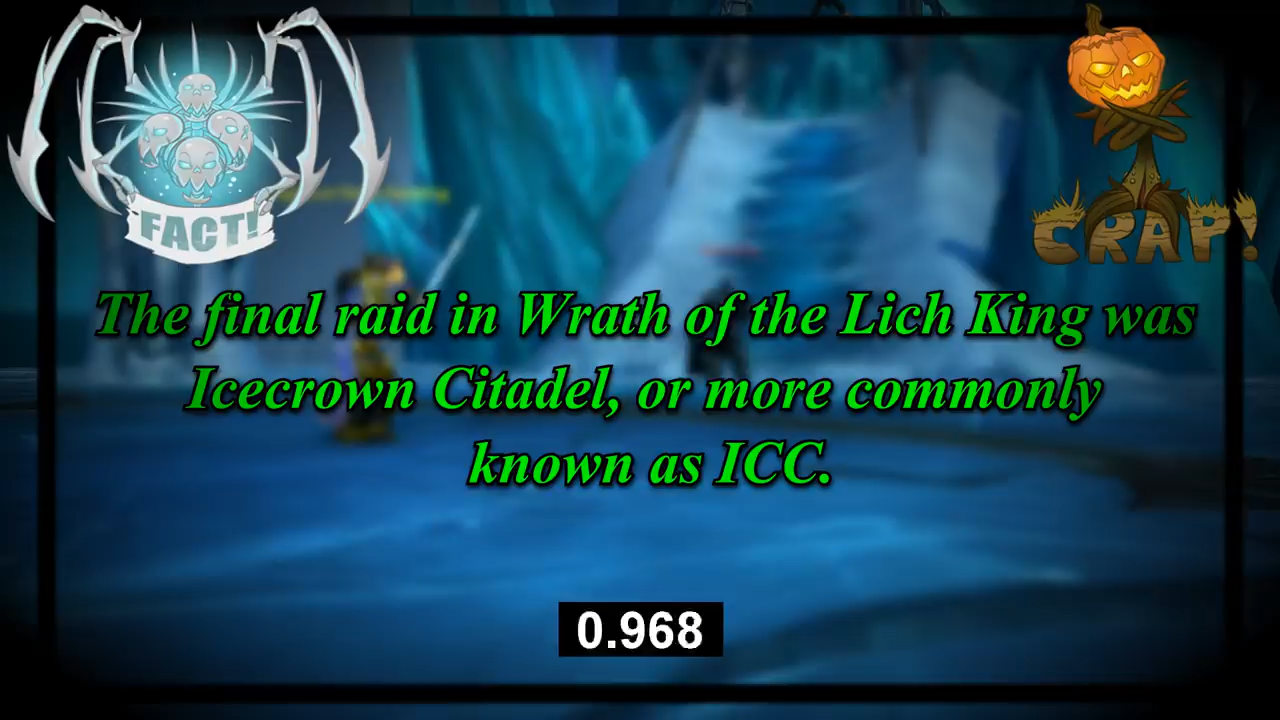 FACT!
CRAP!
The final raid in Wrath of the Lich King was
Icecrown Citadel, or more commonly
known as ICC.
0.968